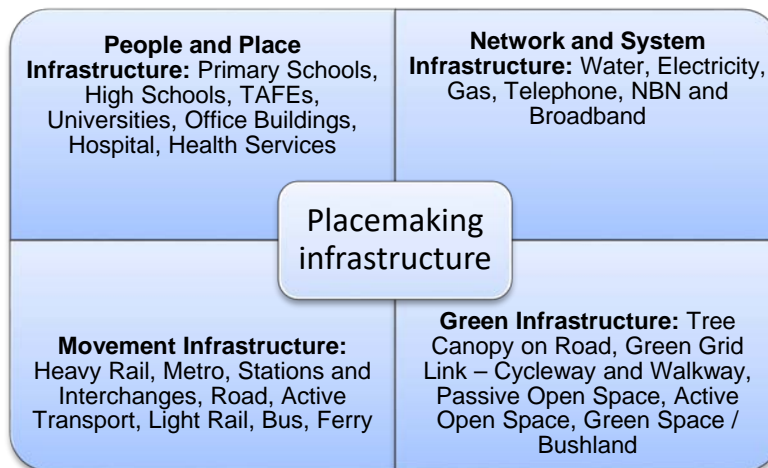 People and Place
Infrastructure: Primary Schools,
High Schools, TAFEs,
Universities, Office Buildings,
Hospital, Health Services
Network and System
Infrastructure: Water, Electricity,
Gas, Telephone, NBN and
Broadband
Placemaking
infrastructure
Movement Infrastructure:
Heavy Rail, Metro, Stations and
Interchanges, Road, Active
Transport, Light Rail, Bus, Ferry
Green Infrastructure: Tree
Canopy on Road, Green Grid
Link – Cycleway and Walkway,
Passive Open Space, Active
Open Space, Green Space /
Bushland